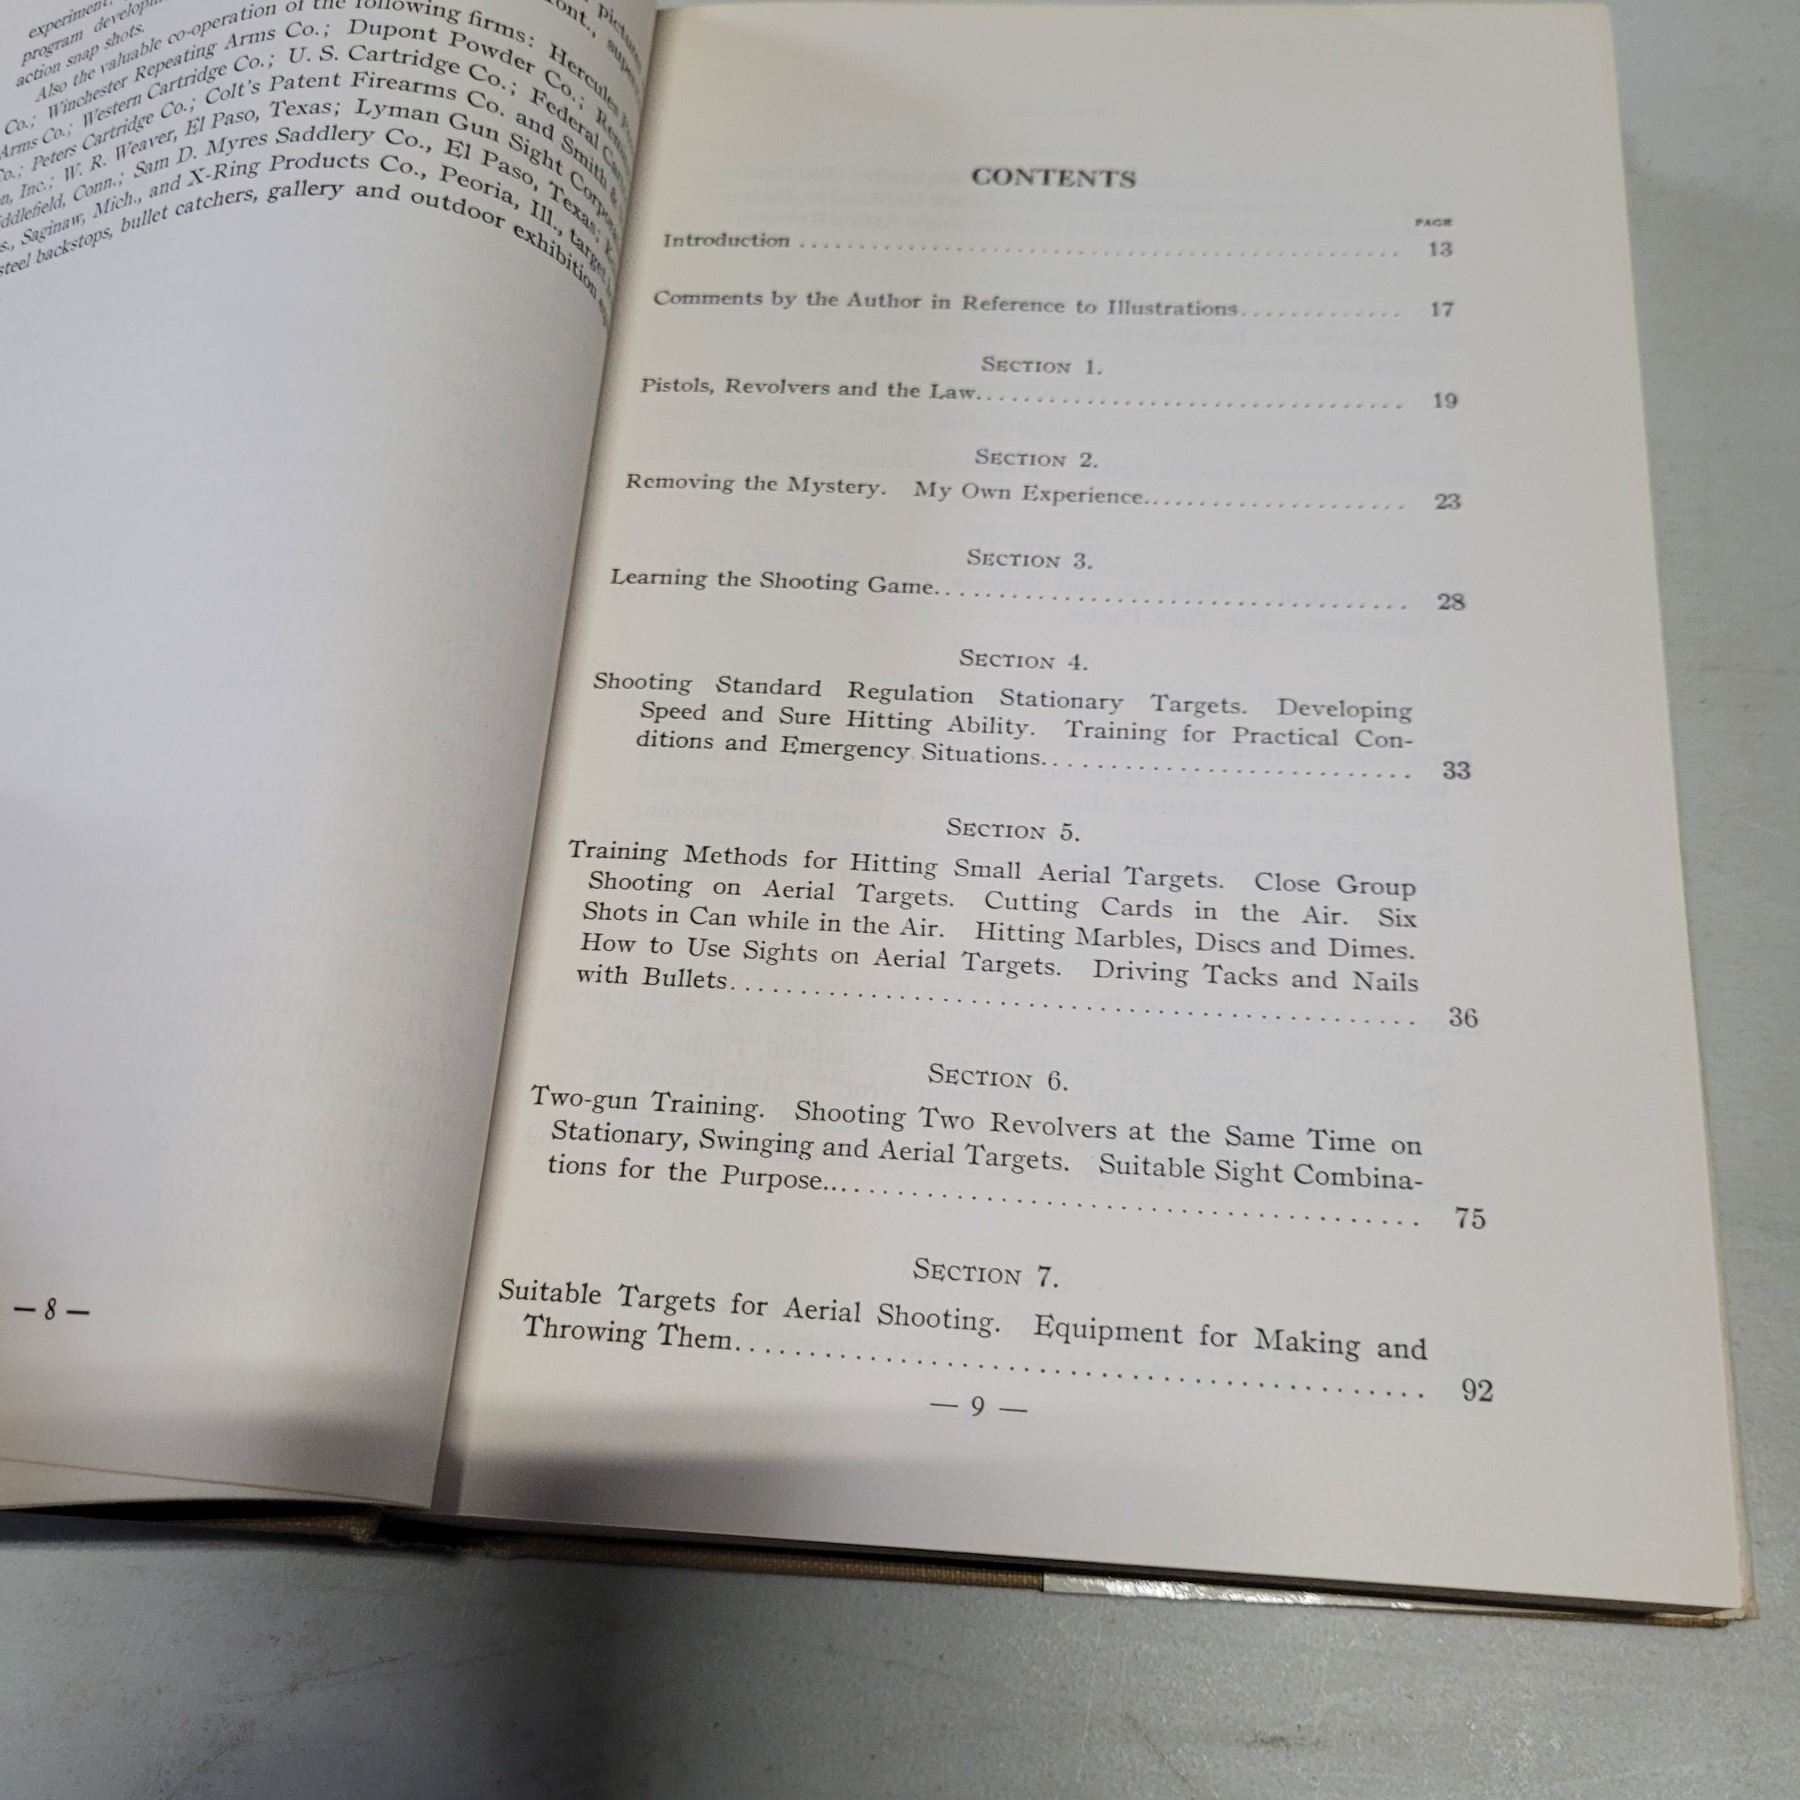 experiment,
program develop
action snap shots.
Also the valuable co-operation of the following firms: Hercules
Co.; Winchester Repeating Arms Co.; Dupont Powder Co.;
Arms Co.; Western Cartridge Co.; U. S. Cartridge Co.; Federal
Co.; Peters Cartridge Co.; Colt's Patent Firearms Co. and Smith &
Inc.; W. R. Weaver, El Paso, Texas; Lyman Gun Sight
Conn.; Sam D. Myres Saddlery Co., El Paso, Texas;
Saginaw, Mich., and X-Ring Products Co., Peoria, Ill., target
steel backstops, bullet catchers, gallery and outdoor exhibition
— 8 —
CONTENTS
PAGE
Introduction 13
Comments by the Author in Reference to Illustrations 17
SECTION 1.
Pistols, Revolvers and the Law 19
SECTION 2.
Removing the Mystery. My Own Experience 23
SECTION 3.
Learning the Shooting Game 28
SECTION 4.
Shooting Standard Regulation Stationary Targets. Developing
Speed and Sure Hitting Ability. Training for Practical Con-
ditions and Emergency Situations 33
SECTION 5.
Training Methods for Hitting Small Aerial Targets. Close Group
Shooting on Aerial Targets. Cutting Cards in the Air. Six
Shots in Can while in the Air. Hitting Marbles, Discs and Dimes.
How to Use Sights on Aerial Targets. Driving Tacks and Nails
with Bullets 36
SECTION 6.
Two-gun Training. Shooting Two Revolvers at the Same Time on
Stationary, Swinging and Aerial Targets. Suitable Sight Combina-
tions for the Purpose 75
SECTION 7.
Suitable Targets for Aerial Shooting. Equipment for Making and
Throwing Them 92
— 9 —